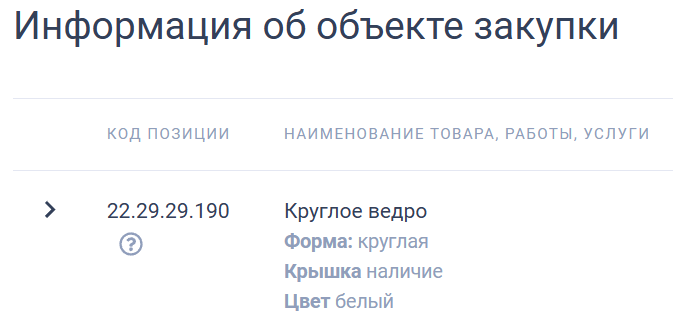 Информация об объекте закупки
КОД ПОЗИЦИИ НАИМЕНОВАНИЕ ТОВАРА, РАБОТЫ, УСЛУГИ
22.29.29.190 Круглое ведро
Форма: круглая
Крышка наличие
Цвет белый